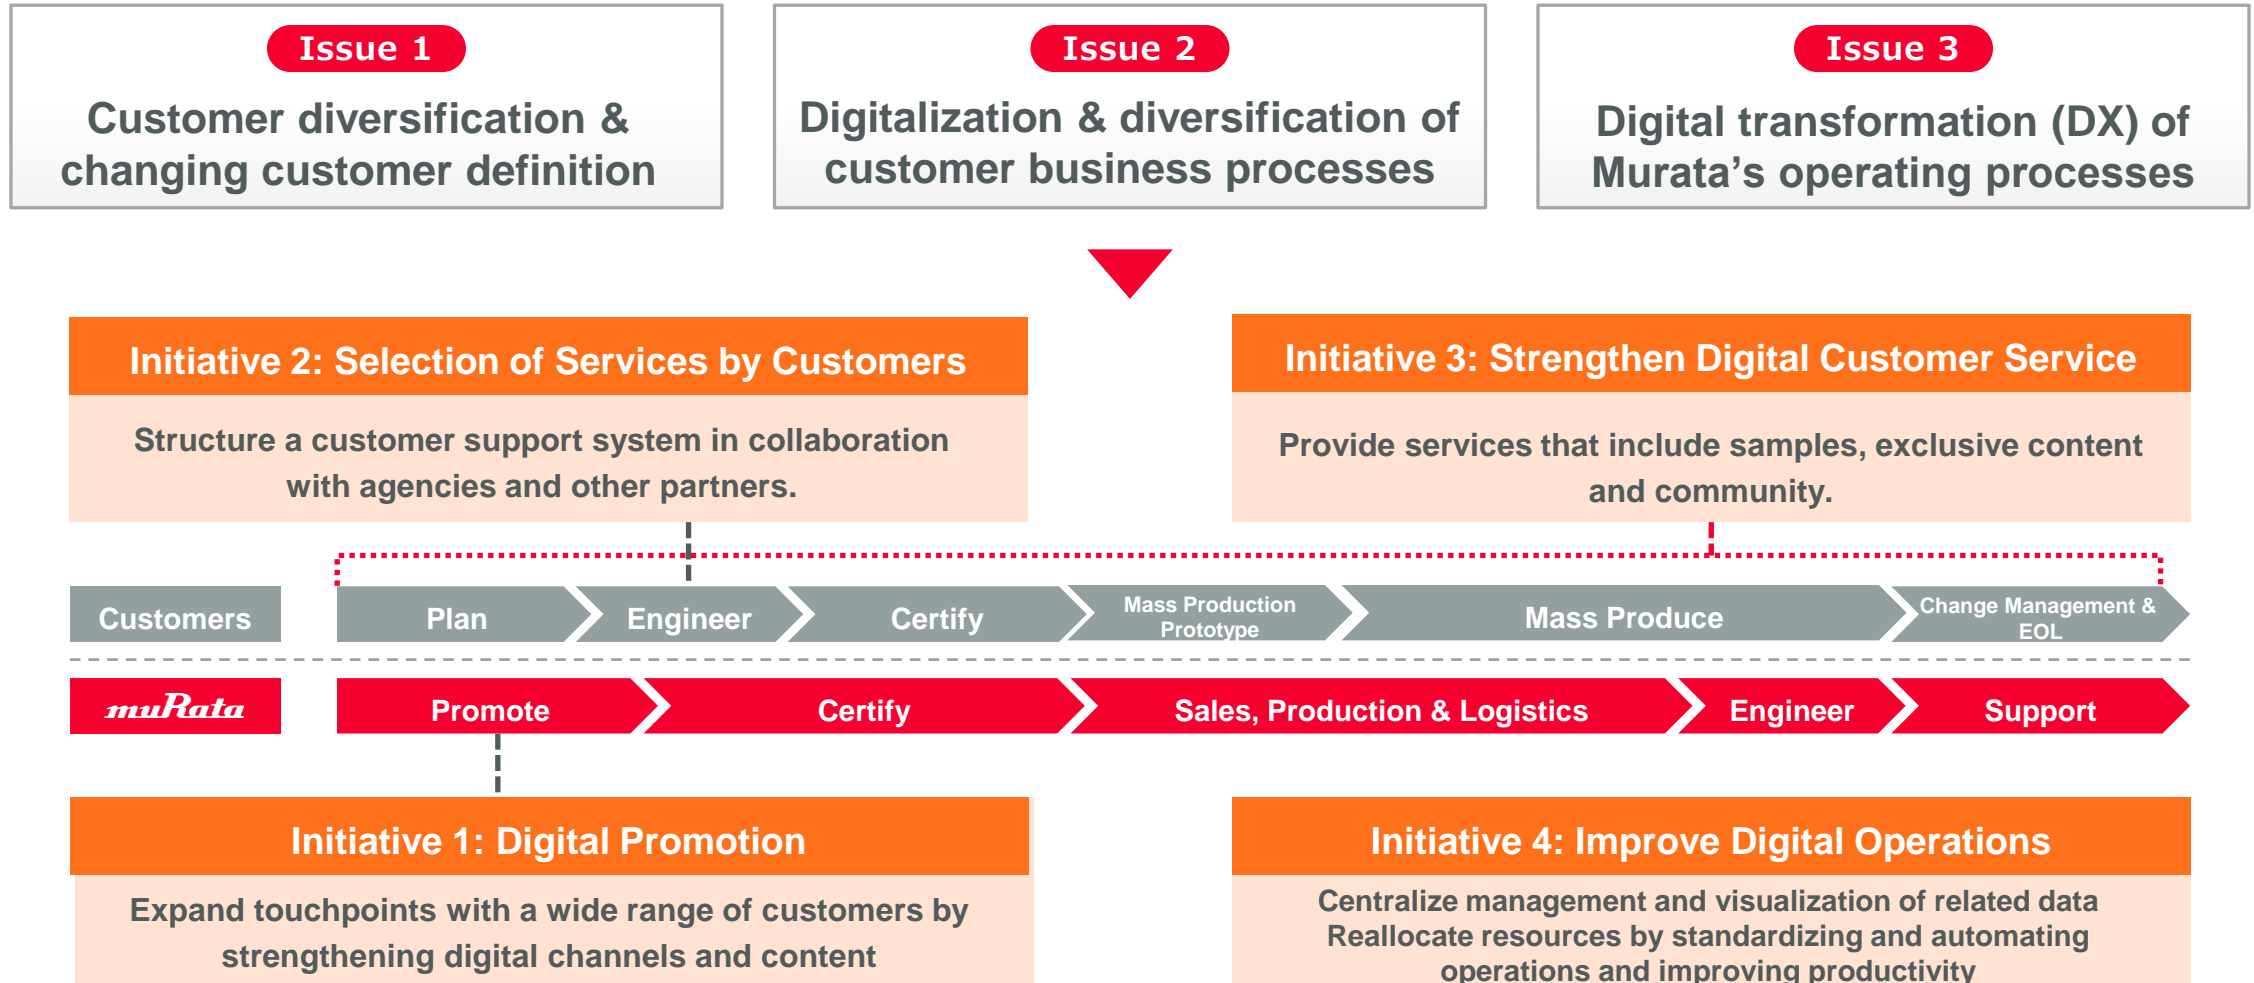 Issue 1
Customer diversification &
changing customer definition
Issue 2
Digitalization & diversification of
customer business processes
Issue 3
Digital transformation (DX) of
Murata’s operating processes
Initiative 2: Selection of Services by Customers
Structure a customer support system in collaboration
with agencies and other partners.
Initiative 3: Strengthen Digital Customer Service
Provide services that include samples, exclusive content
and community.
Customers
Plan
Engineer
Certify
Mass Production
Prototype
Mass Produce
Change Management &
EOL
muRata
Promote
Certify
Sales, Production & Logistics
Engineer
Support
Initiative 1: Digital Promotion
Expand touchpoints with a wide range of customers by
strengthening digital channels and content
Initiative 4: Improve Digital Operations
Centralize management and visualization of related data
Reallocate resources by standardizing and automating
operations and improving productivity